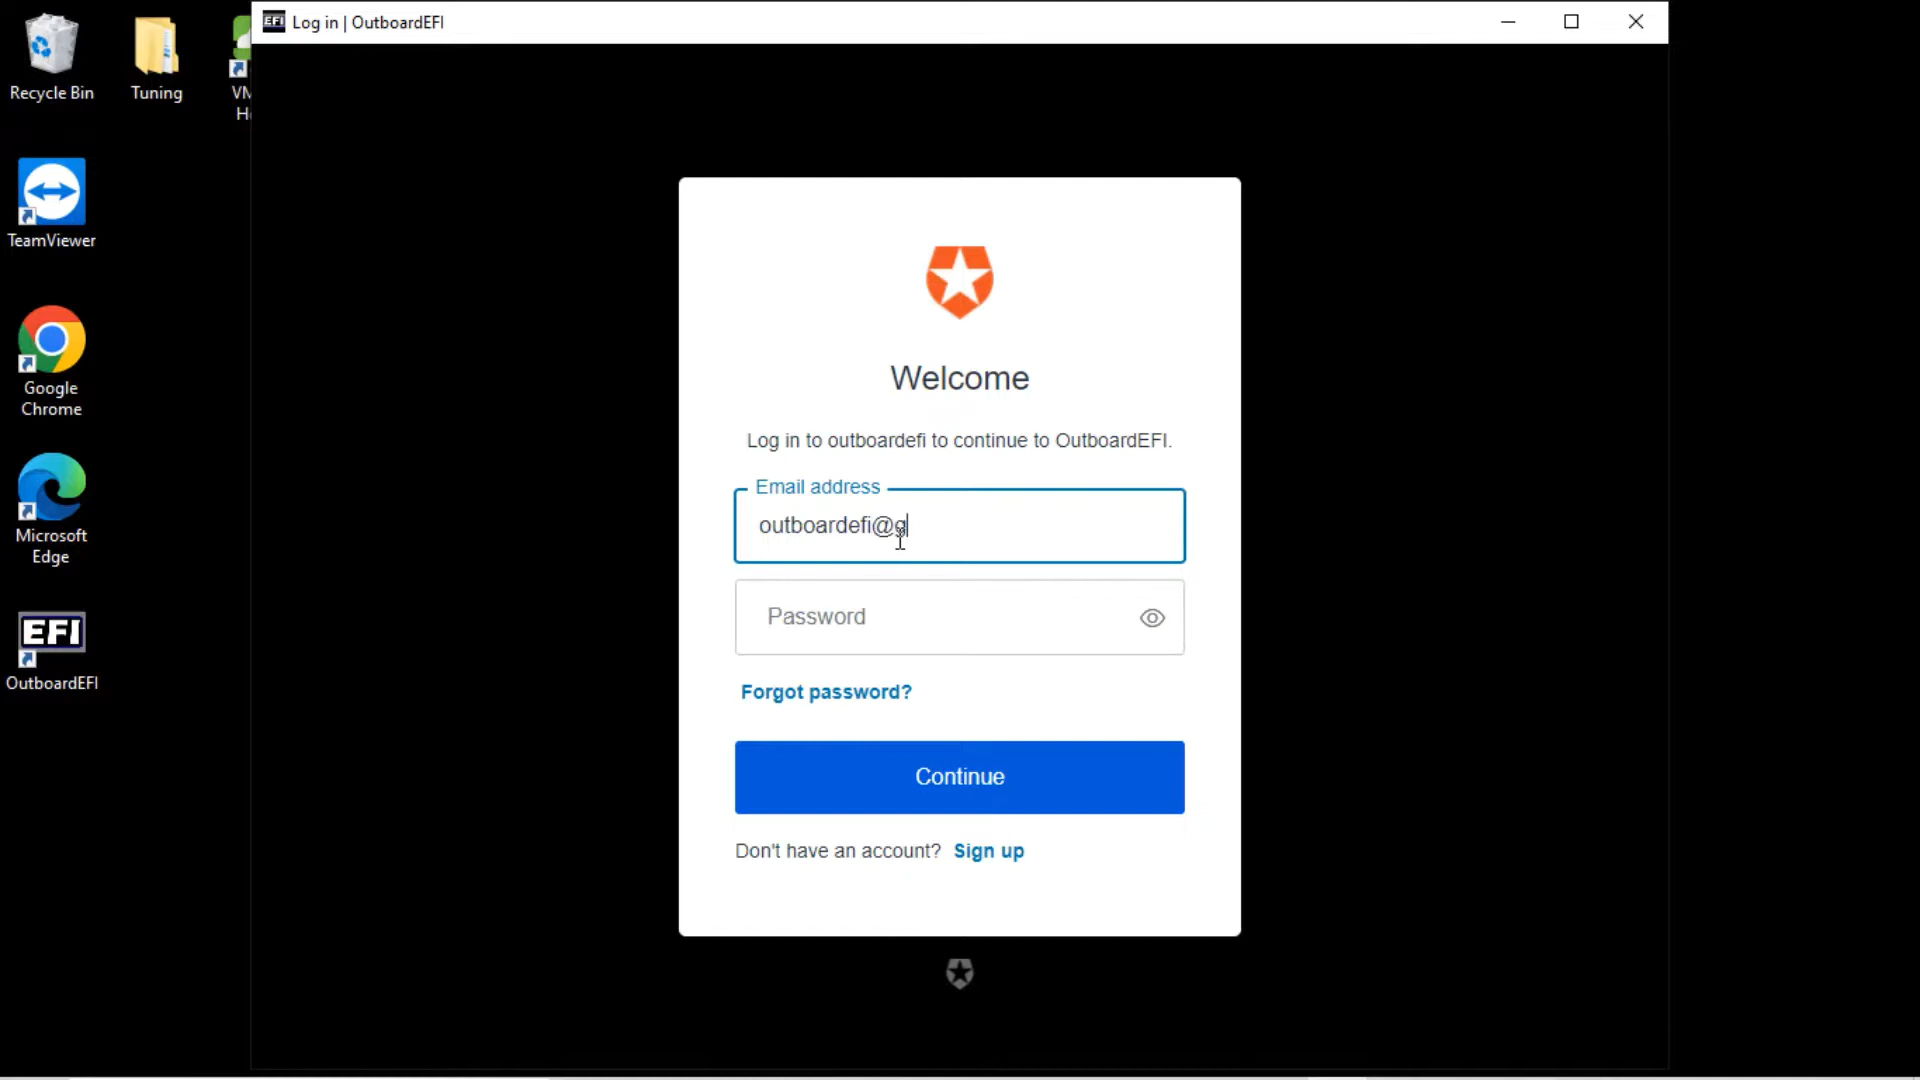 Log in | OutboardEFI
Recycle Bin
Tuning
TeamViewer
Google
Chrome
Microsoft
Edge
EFI
OutboardEFI
Welcome
Log in to outboardefi to continue to OutboardEFI.
Email address
outboardefi@g
Password
Forgot password?
Continue
Don't have an account? Sign up